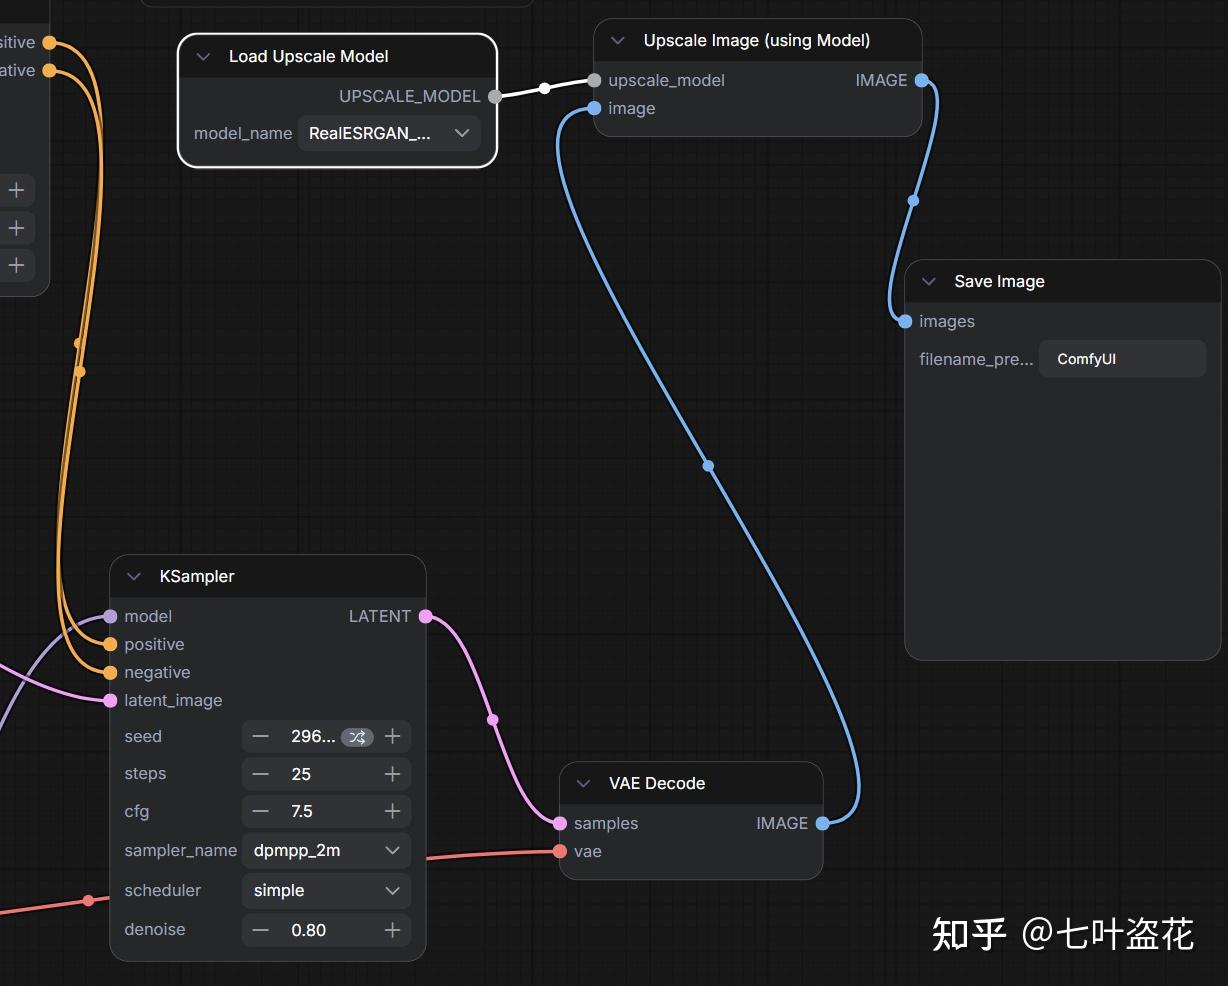 sitive
ative
Load Upscale Model
UPSCALE_MODEL
model_name RealESRGAN_...
Upscale Image (using Model)
upscale_model IMAGE
image
Save Image
images
filename_pre... ComfyUI
KSampler
model LATENT
positive
negative
latent_image
seed 296...
steps 25
cfg 7.5
sampler_name dpmpp_2m
scheduler simple
denoise 0.80
VAE Decode
samples IMAGE
vae
知乎 @七叶盗花